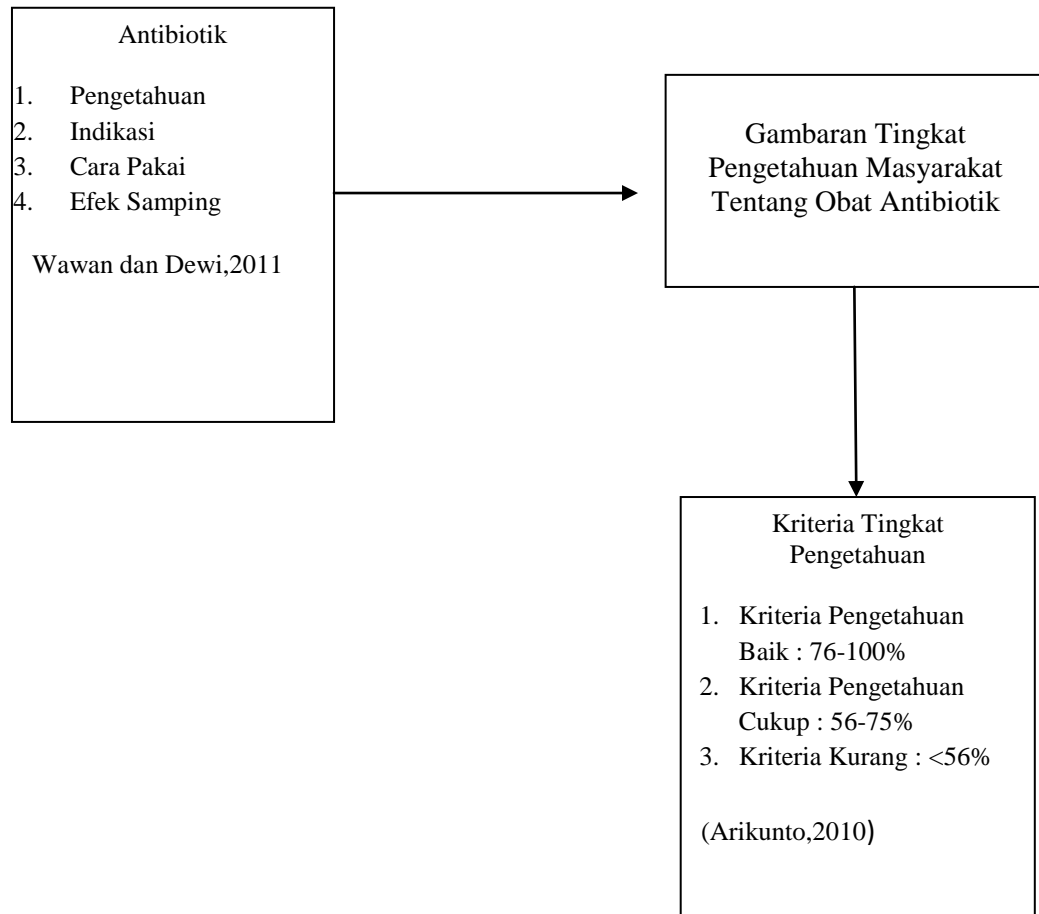 Antibiotik
1. Pengetahuan
2. Indikasi
3. Cara Pakai
4. Efek Samping
Wawan dan Dewi,2011
Gambaran Tingkat
Pengetahuan Masyarakat
Tentang Obat Antibiotik
Kriteria Tingkat
Pengetahuan
1. Kriteria Pengetahuan
Baik : 76-100%
2. Kriteria Pengetahuan
Cukup : 56-75%
3. Kriteria Kurang : <56%
(Arikunto,2010)